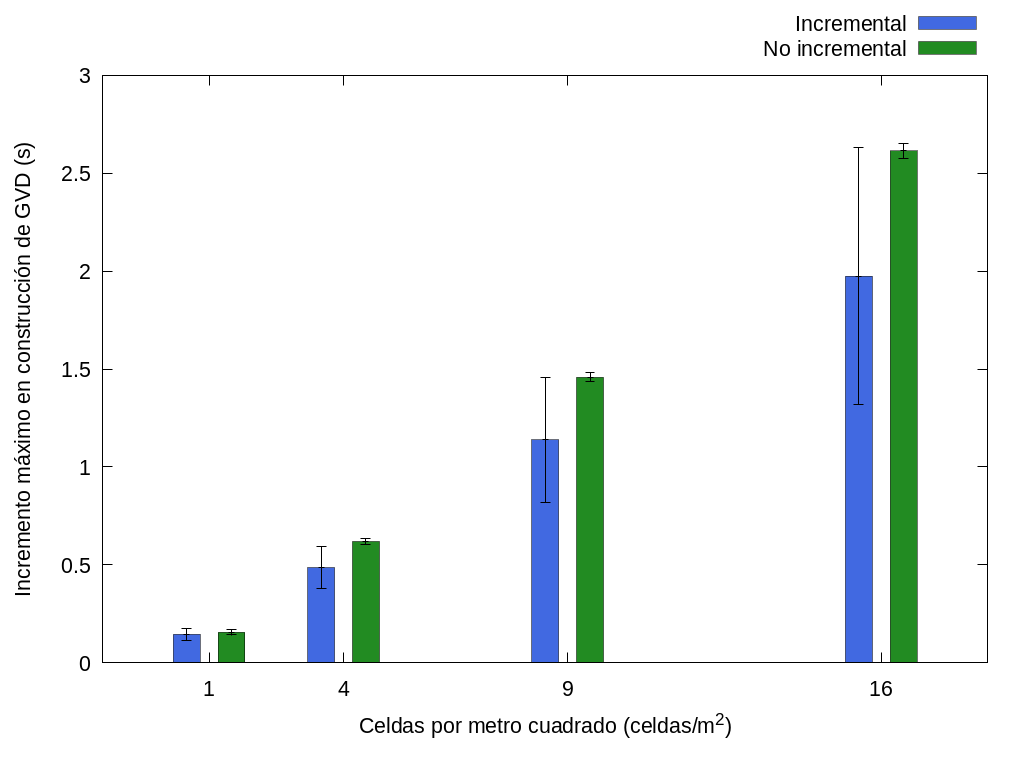 Incremental
No incremental
3
2.5
2
1.5
1
0.5
0
Incremento máximo en construcción de GVD (s)
1 4 9 16
Celdas por metro cuadrado (celdas/m²)